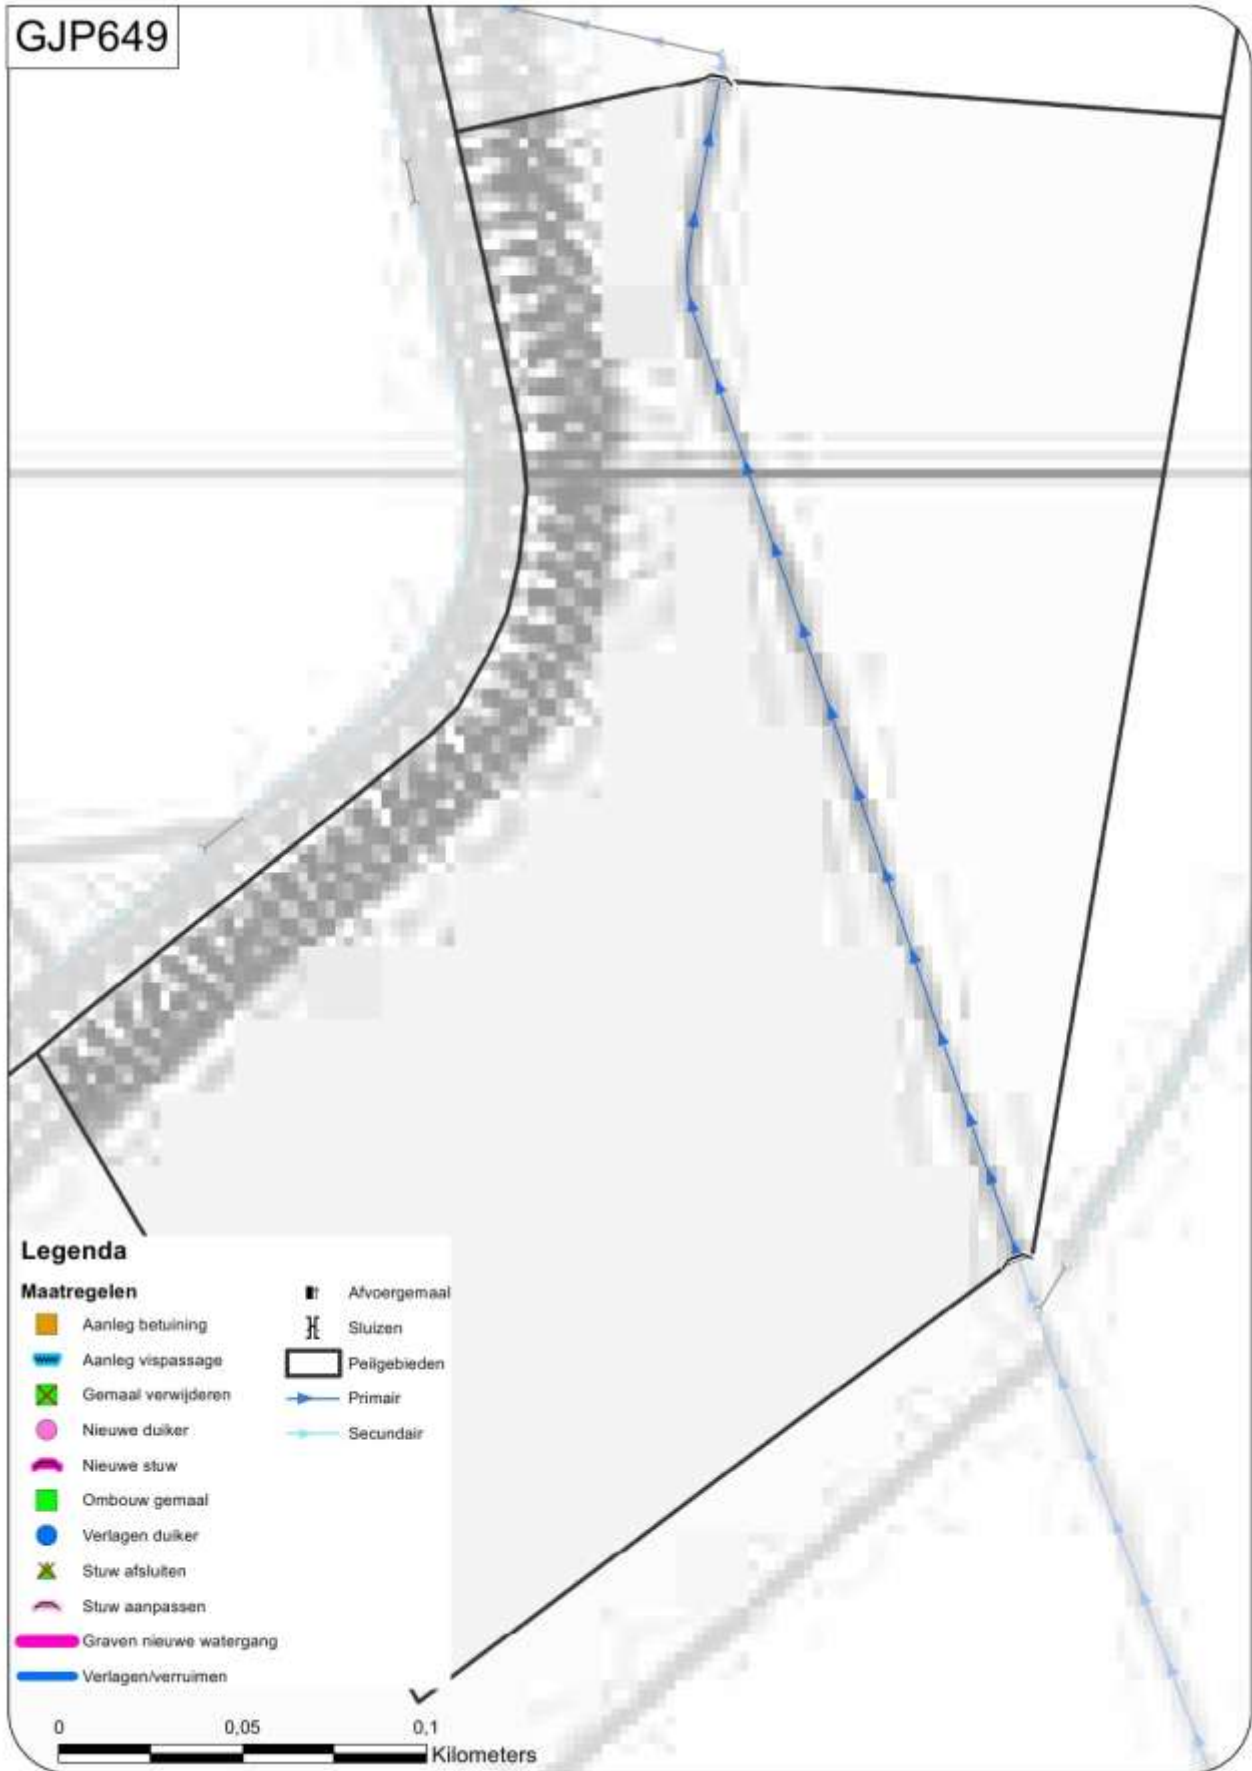 GJP649
Legenda
Maatregelen
Aanleg betuining
Aanleg vispassage
Gemaal verwijderen
Nieuwe duiker
Nieuwe stuw
Ombouw gemaal
Verlagen duiker
Stuw afsluiten
Stuw aanpassen
Graven nieuwe watergang
Verlagen/verruimen
Afvoergemaal
Sluizen
Peilgebieden
Primair
Secundair
0 0,05 0,1
Kilometers